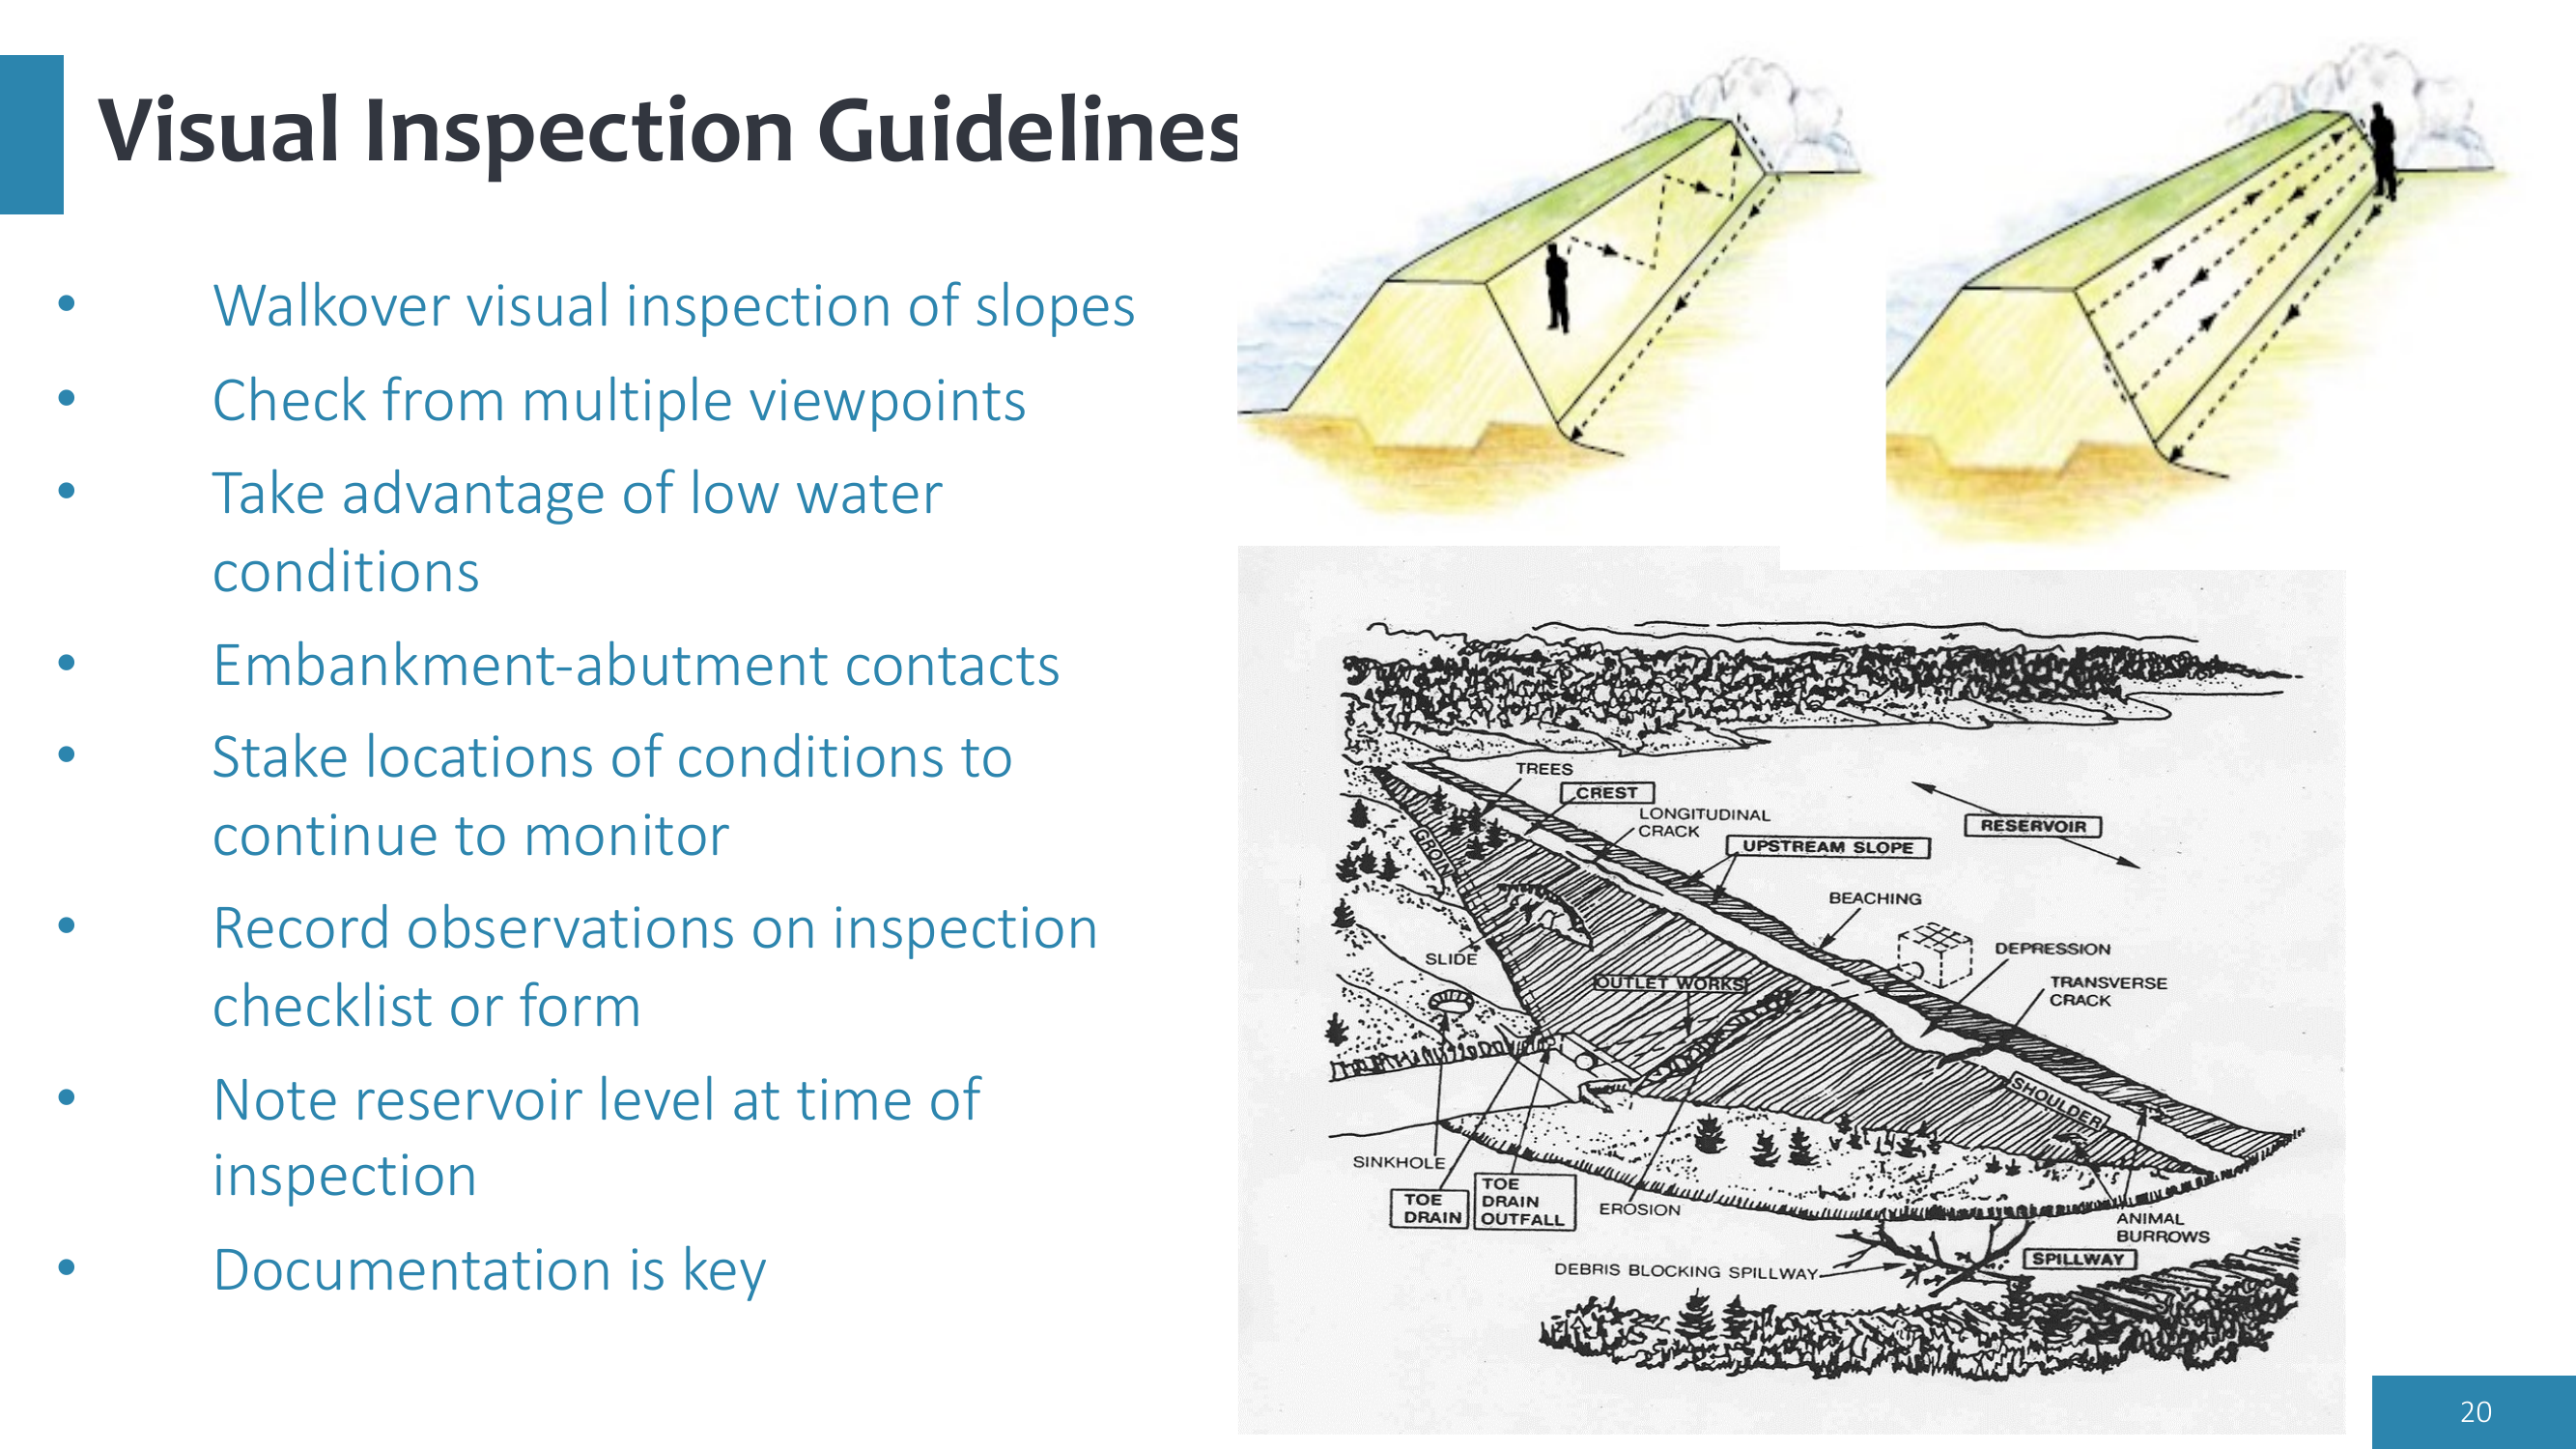 Visual Inspection Guidelines
• Walkover visual inspection of slopes
• Check from multiple viewpoints
• Take advantage of low water
conditions
• Embankment-abutment contacts
• Stake locations of conditions to
continue to monitor
• Record observations on inspection
checklist or form
• Note reservoir level at time of
inspection
• Documentation is key
TREES
CREST
LONGITUDINAL
CRACK
RESERVOIR
UPSTREAM SLOPE
GROIN
BEACHING
DEPRESSION
SLIDE
TRANSVERSE
CRACK
OUTLET WORKS
SHOULDER
SINKHOLE
TOE
DRAIN
TOE
DRAIN
OUTFALL
EROSION
ANIMAL
BURROWS
SPILLWAY
DEBRIS BLOCKING SPILLWAY
20